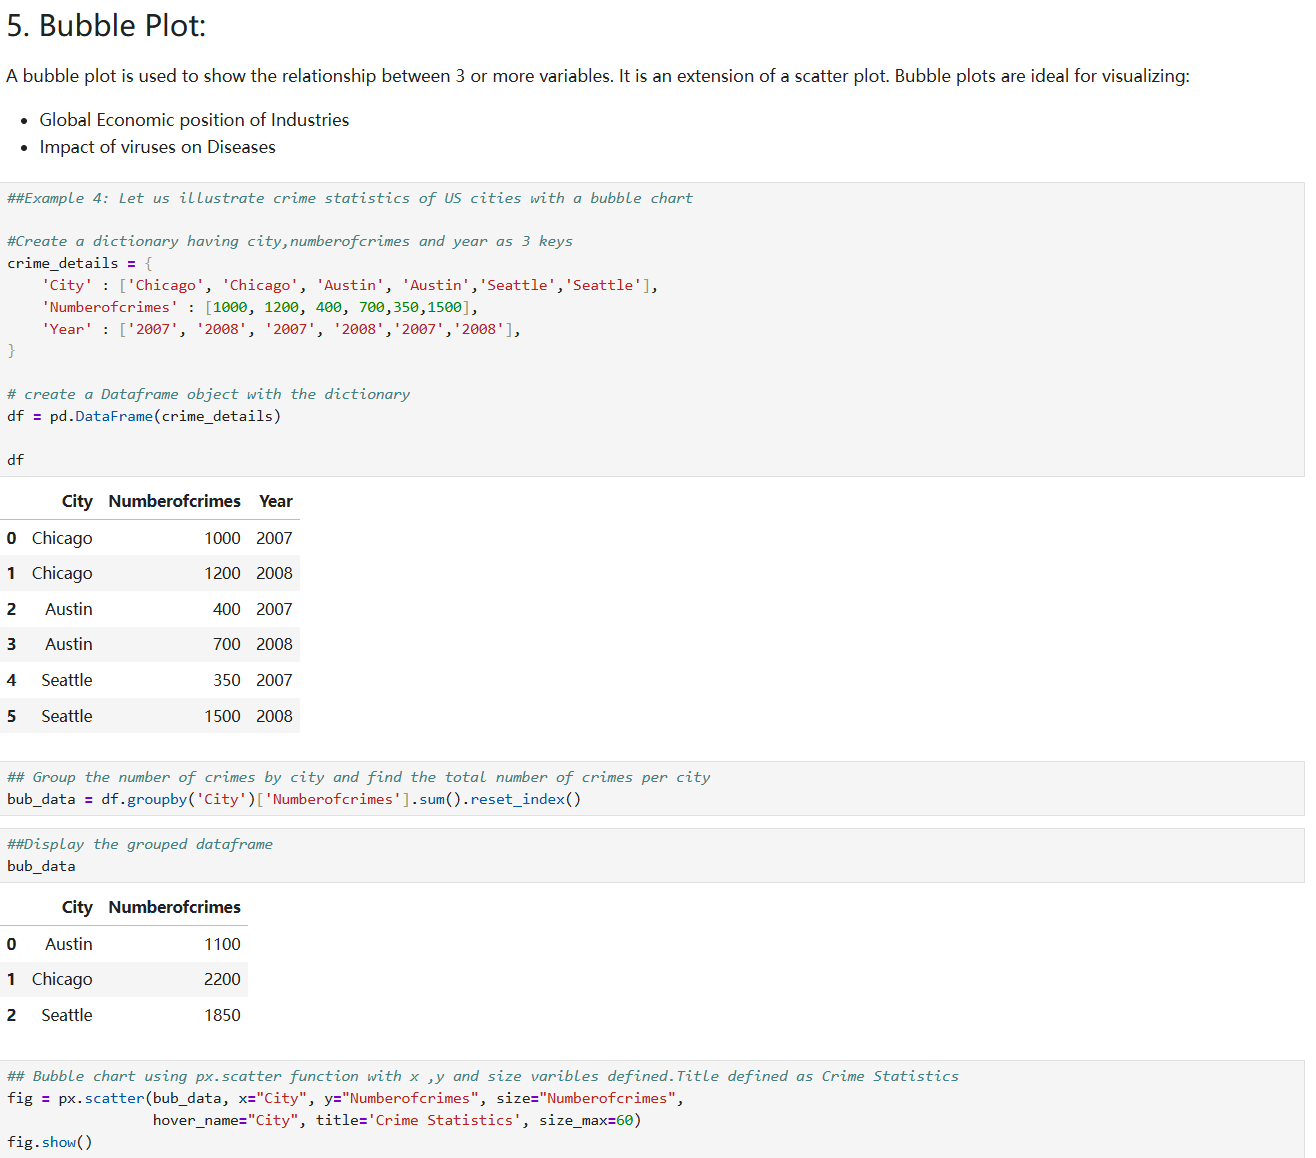 5. Bubble Plot:
A bubble plot is used to show the relationship between 3 or more variables. It is an extension of a scatter plot. Bubble plots are ideal for visualizing:
• Global Economic position of Industries
• Impact of viruses on Diseases
##Example 4: Let us illustrate crime statistics of US cities with a bubble chart
#Create a dictionary having city,numberofcrimes and year as 3 keys
crime_details = {
    'City' : ['Chicago', 'Chicago', 'Austin', 'Austin','Seattle','Seattle'],
    'Numberofcrimes' : [1000, 1200, 400, 700,350,1500],
    'Year' : ['2007', '2008', '2007', '2008','2007','2008'],
}
# create a Dataframe object with the dictionary
df = pd.DataFrame(crime_details)
df
City Numberofcrimes Year
0 Chicago 1000 2007
1 Chicago 1200 2008
2 Austin 400 2007
3 Austin 700 2008
4 Seattle 350 2007
5 Seattle 1500 2008
## Group the number of crimes by city and find the total number of crimes per city
bub_data = df.groupby('City')['Numberofcrimes'].sum().reset_index()
##Display the grouped dataframe
bub_data
City Numberofcrimes
0 Austin 1100
1 Chicago 2200
2 Seattle 1850
## Bubble chart using px.scatter function with x ,y and size varibles defined.Title defined as Crime Statistics
fig = px.scatter(bub_data, x="City", y="Numberofcrimes", size="Numberofcrimes",
                 hover_name="City", title='Crime Statistics', size_max=60)
fig.show()